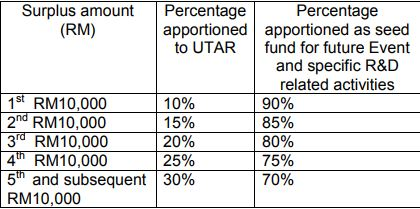 Surplus amount
(RM)
Percentage
apportioned
to UTAR
Percentage
apportioned as seed
fund for future Event
and specific R&D
related activities
1st RM10,000 10% 90%
2nd RM10,000 15% 85%
3rd RM10,000 20% 80%
4th RM10,000 25% 75%
5th and subsequent 30% 70%
RM10,000